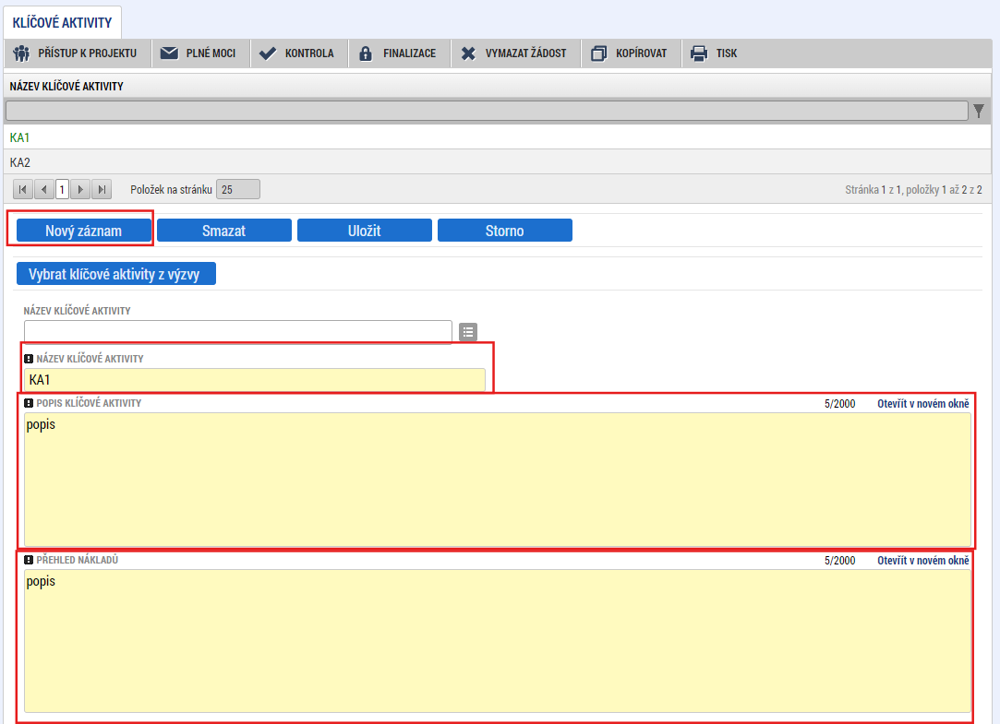 KLÍČOVÉ AKTIVITY
PŘÍSTUP K PROJEKTU PLNÉ MOCI KONTROLA FINALIZACE VYMAZAT ŽÁDOST KOPÍROVAT TISK
NÁZEV KLÍČOVÉ AKTIVITY
KA1
KA2
1 Položek na stránku 25 Stránka 1 z 1, položky 1 až 2 z 2
Nový záznam Smazat Uložit Storno
Vybrat klíčové aktivity z výzvy
NÁZEV KLÍČOVÉ AKTIVITY
NÁZEV KLÍČOVÉ AKTIVITY
KA1
POPIS KLÍČOVÉ AKTIVITY 5/2000 Otevřít v novém okně
popis
PŘEHLED NÁKLADŮ 5/2000 Otevřít v novém okně
popis